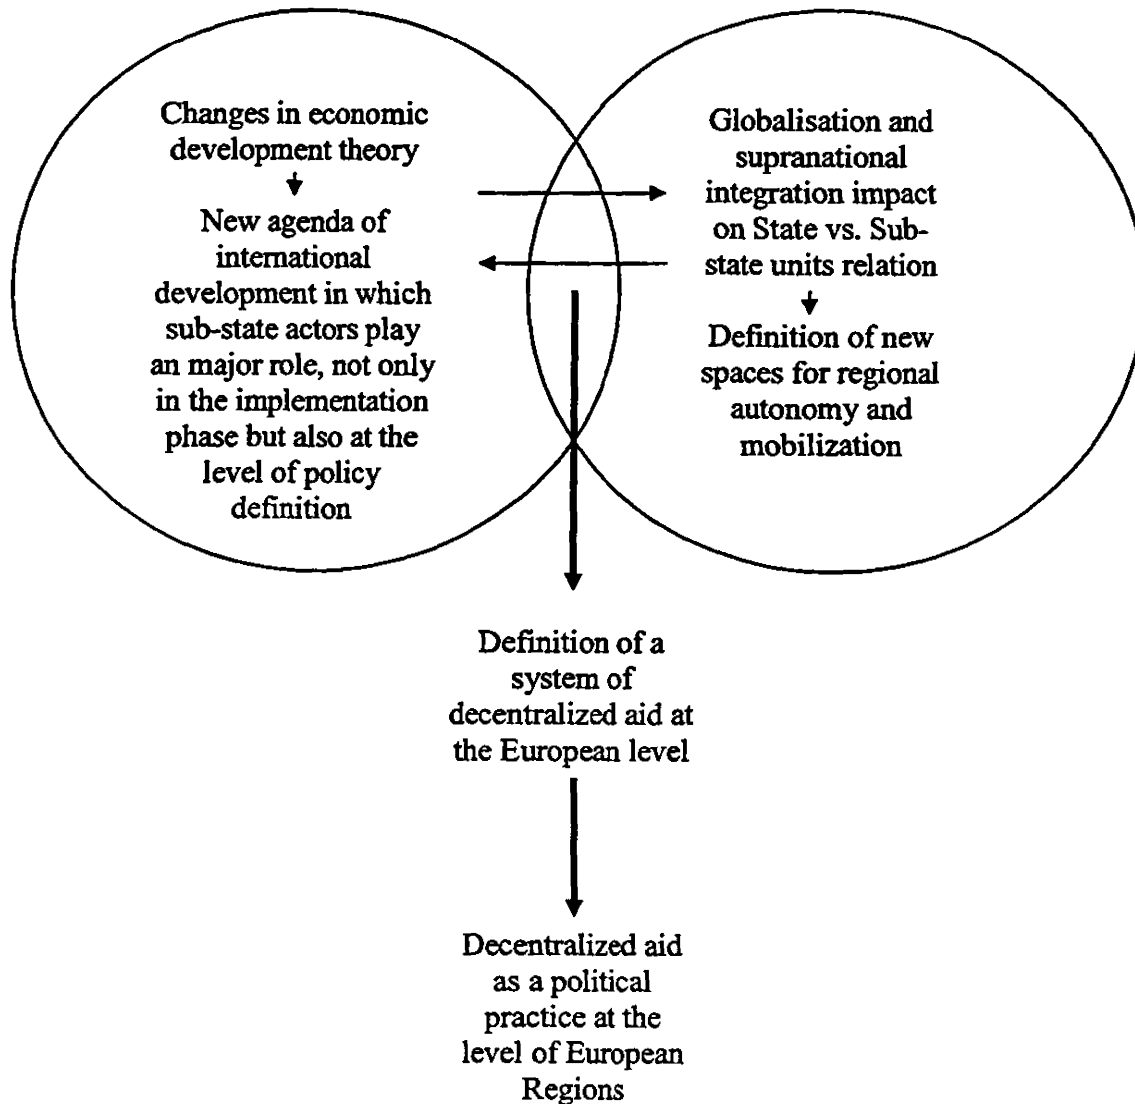 Changes in economic
development theory
New agenda of
international
development in which
sub-state actors play
an major role, not only
in the implementation
phase but also at the
level of policy
definition
Globalisation and
supranational
integration impact
on State vs. Sub-
state units relation
Definition of new
spaces for regional
autonomy and
mobilization
Definition of a
system of
decentralized aid at
the European level
Decentralized aid
as a political
practice at the
level of European
Regions